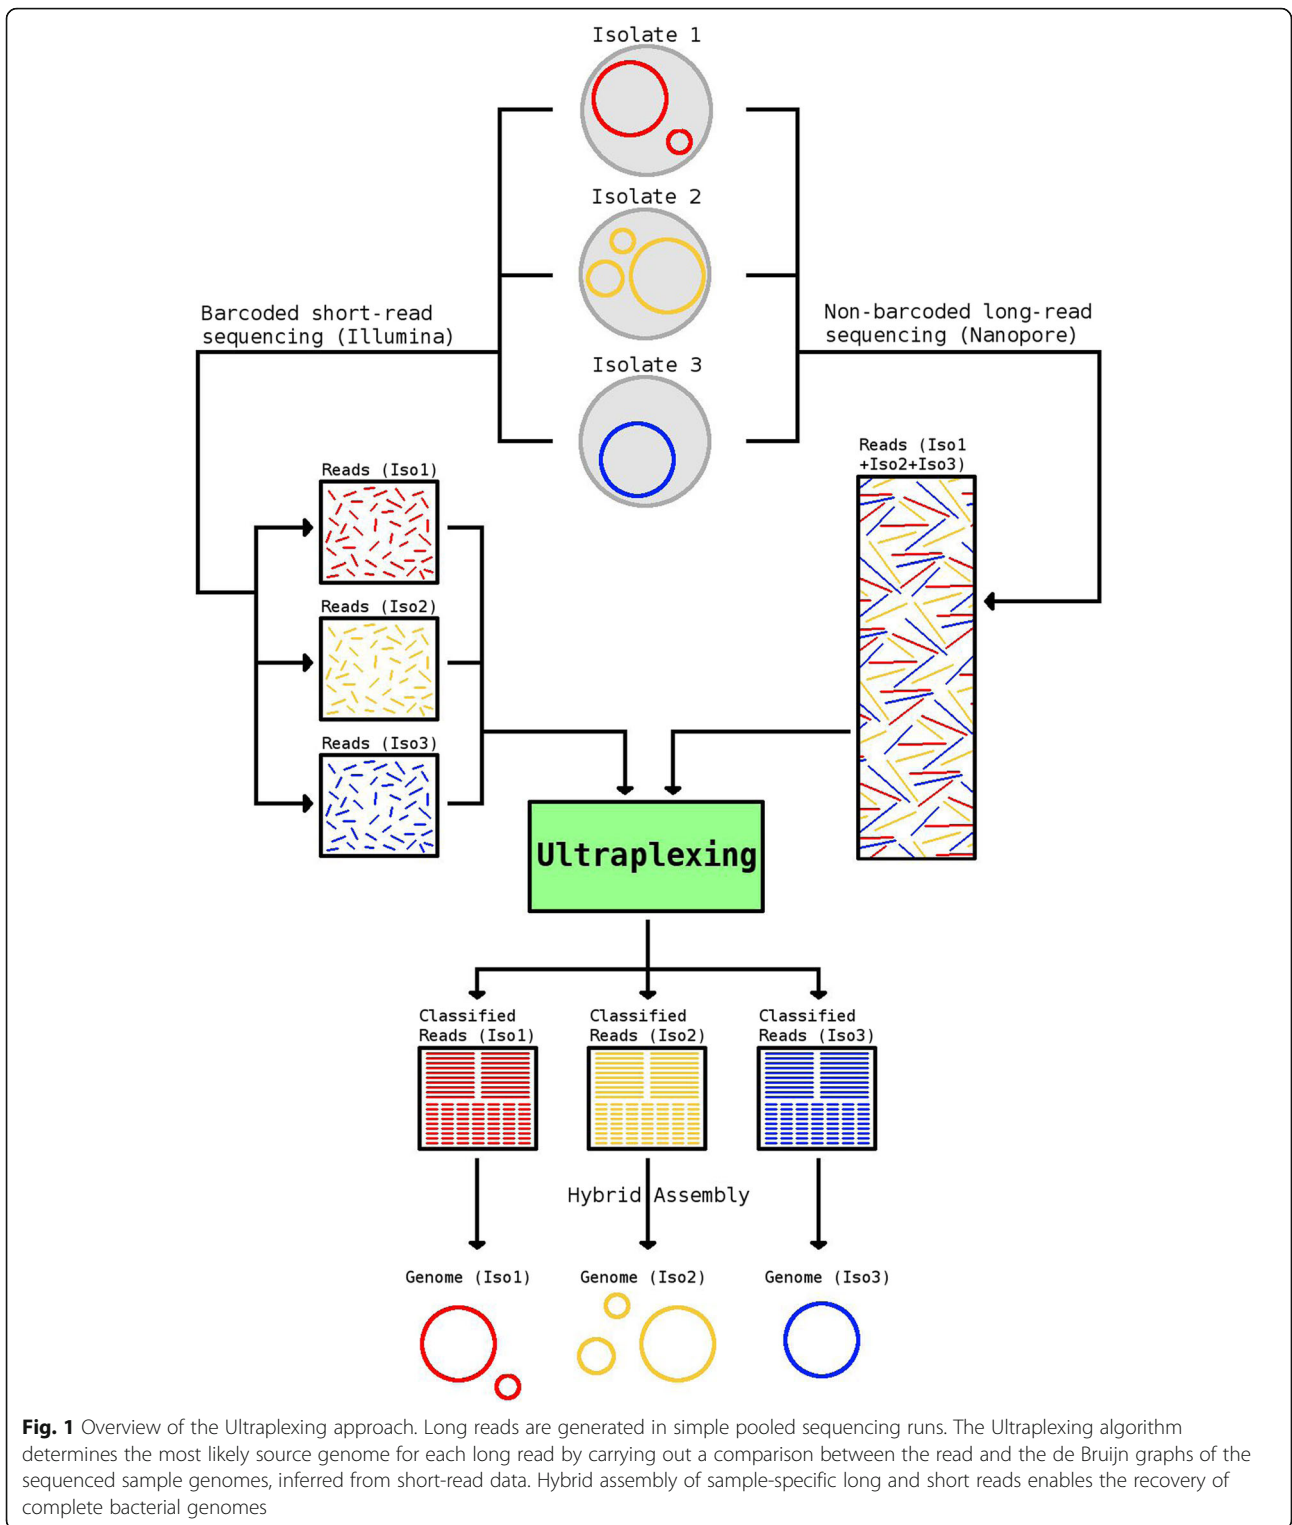 Isolate 1
Isolate 2
Isolate 3
Barcoded short-read
sequencing (Illumina)
Non-barcoded long-read
sequencing (Nanopore)
Reads (Iso1)
Reads (Iso2)
Reads (Iso3)
Reads (Iso1
+Iso2+Iso3)
Ultraplexing
Classified
Reads (Iso1)
Classified
Reads (Iso2)
Classified
Reads (Iso3)
Hybrid Assembly
Genome (Iso1)
Genome (Iso2)
Genome (Iso3)
Fig. 1 Overview of the Ultraplexing approach. Long reads are generated in simple pooled sequencing runs. The Ultraplexing algorithm
determines the most likely source genome for each long read by carrying out a comparison between the read and the de Bruijn graphs of the
sequenced sample genomes, inferred from short-read data. Hybrid assembly of sample-specific long and short reads enables the recovery of
complete bacterial genomes